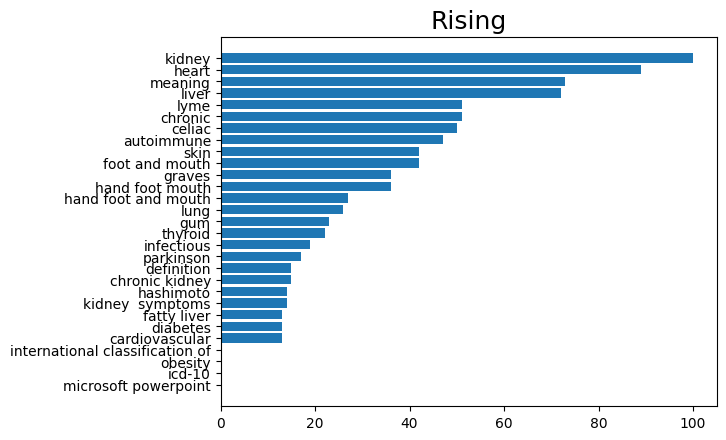 Rising
kidney
heart
meaning
liver
lyme
chronic
celiac
autoimmune
skin
foot and mouth
graves
hand foot mouth
hand foot and mouth
lung
gum
thyroid
infectious
parkinson
definition
chronic kidney
hashimoto
kidney  symptoms
fatty liver
diabetes
cardiovascular
international classification of
obesity
icd-10
microsoft powerpoint
0 20 40 60 80 100